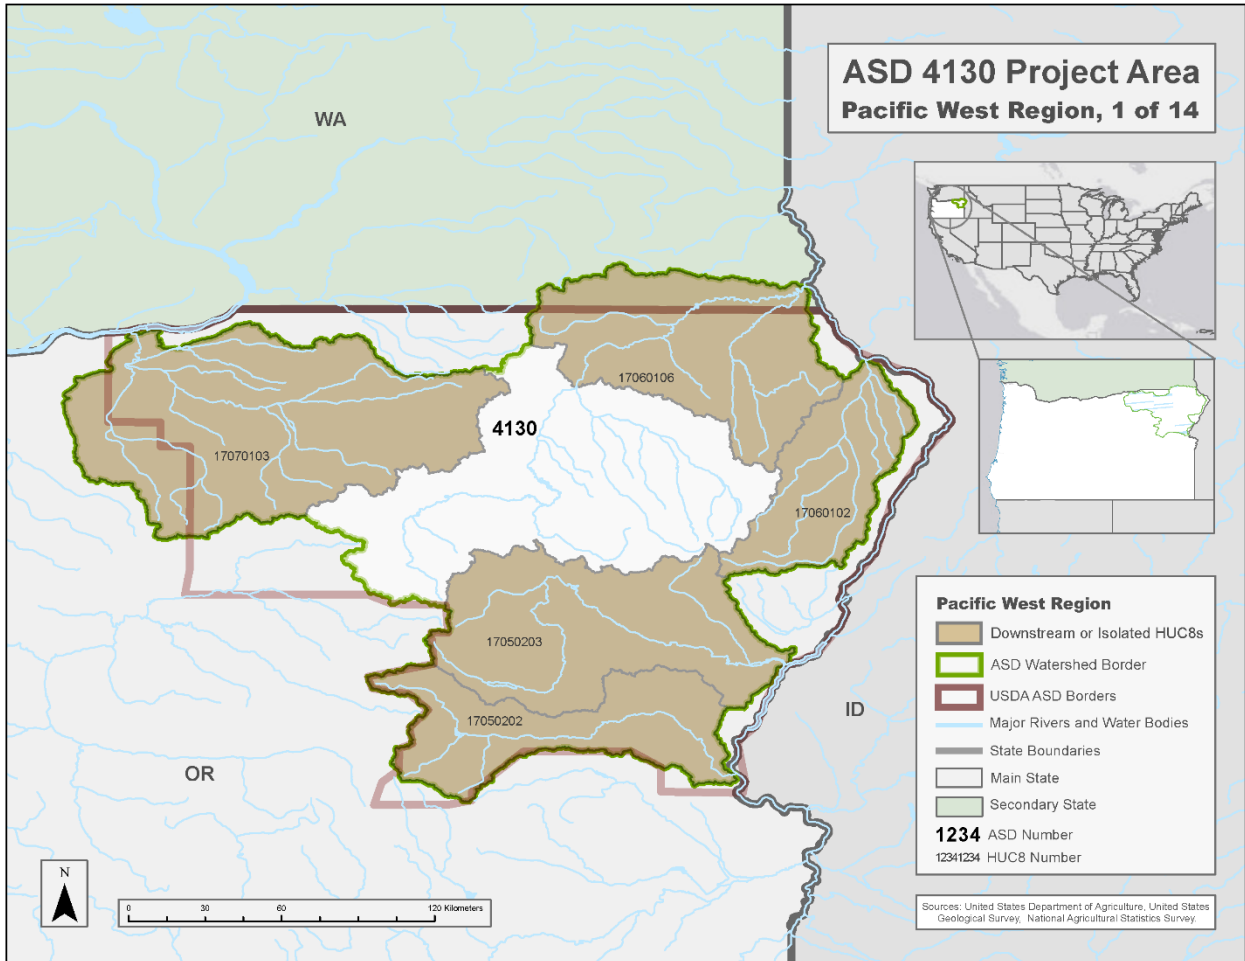 ASD 4130 Project Area
Pacific West Region, 1 of 14
WA
17060106
4130
17070103
17060102
17050203
17050202
ID
OR
Pacific West Region
Downstream or Isolated HUC8s
ASD Watershed Border
USDA ASD Borders
Major Rivers and Water Bodies
State Boundaries
Main State
Secondary State
1234 ASD Number
12341234 HUC8 Number
N
0 30 60 120 Kilometers
Sources: United States Department of Agriculture, United States
Geological Survey, National Agricultural Statistics Survey.